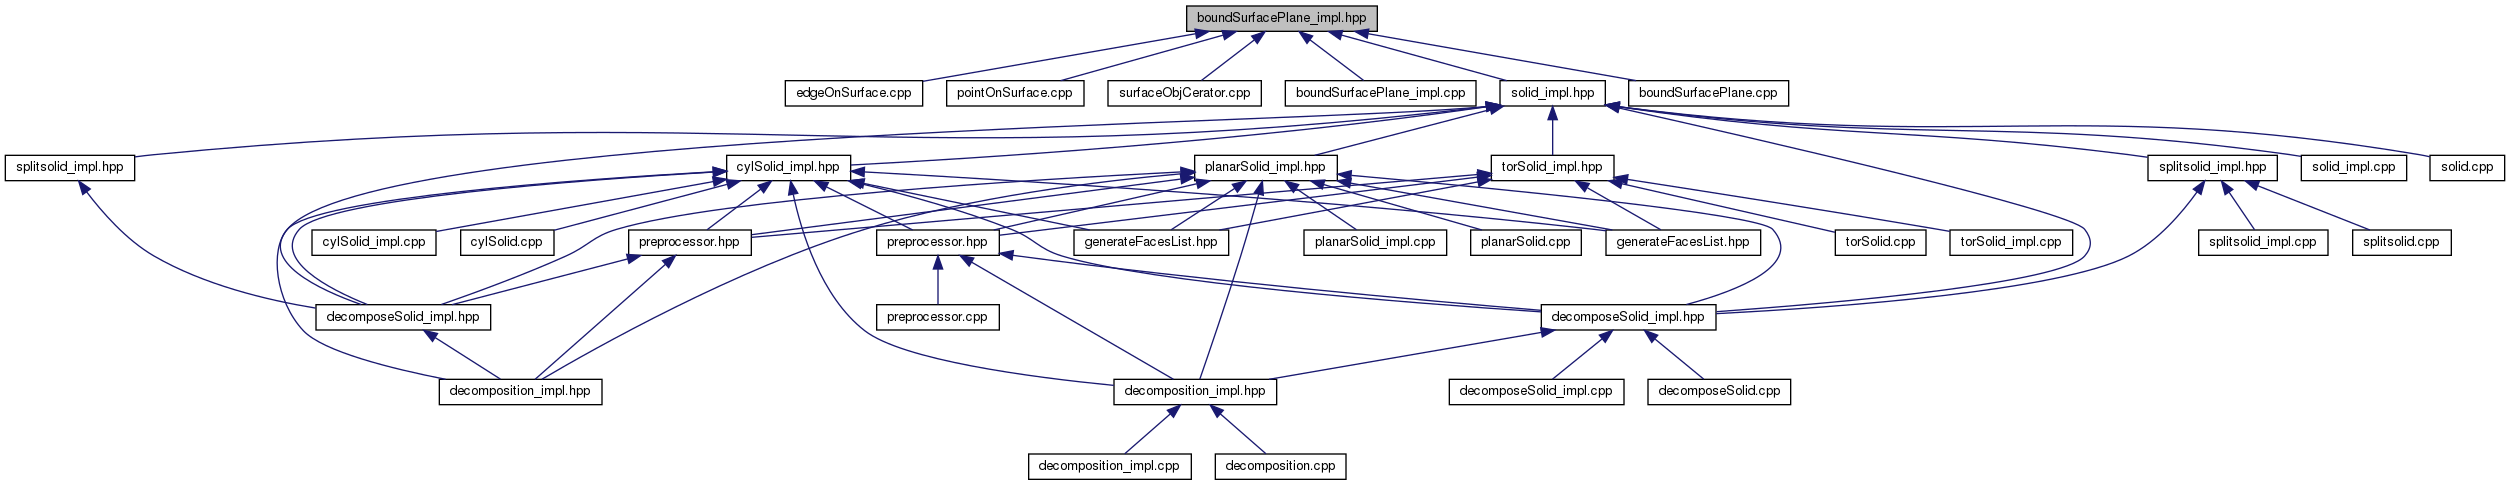 boundSurfacePlane_impl.hpp
edgeOnSurface.cpp
pointOnSurface.cpp
surfaceObjCerator.cpp
boundSurfacePlane_impl.cpp
solid_impl.hpp
boundSurfacePlane.cpp
splitsolid_impl.hpp
cylSolid_impl.hpp
planarSolid_impl.hpp
torSolid_impl.hpp
splitsolid_impl.hpp
solid_impl.cpp
solid.cpp
cylSolid_impl.cpp
cylSolid.cpp
preprocessor.hpp
preprocessor.hpp
generateFacesList.hpp
planarSolid_impl.cpp
planarSolid.cpp
generateFacesList.hpp
torSolid.cpp
torSolid_impl.cpp
splitsolid_impl.cpp
splitsolid.cpp
decomposeSolid_impl.hpp
preprocessor.cpp
decomposeSolid_impl.hpp
decomposition_impl.hpp
decomposition_impl.hpp
decomposeSolid_impl.cpp
decomposeSolid.cpp
decomposition_impl.cpp
decomposition.cpp